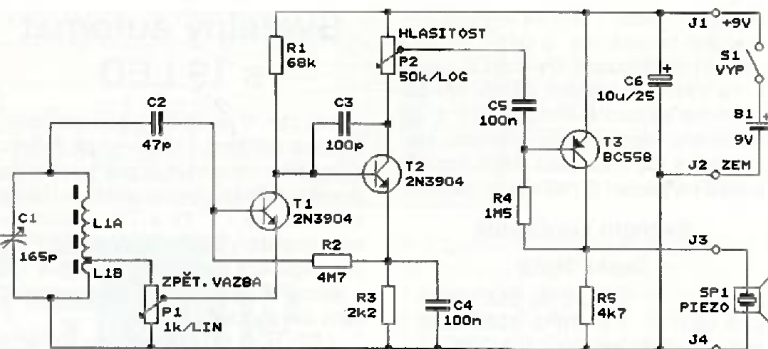 J1
+9V
R1
68k
HLASITOST
P2
50k/LOG
S1
VYP
C6
10u/25
C2
47p
C3
100p
C5
100n
B1
9V
T3
BC558
T2
2N3904
J2
ZEM
T1
2N3904
R4
1M5
C1
165p
L1A
L1B
R2
4M7
J3
ZPĚT.VAZBA
P1
1k/LIN
R3
2k2
C4
100n
R5
4k7
SP1
PIEZO
J4